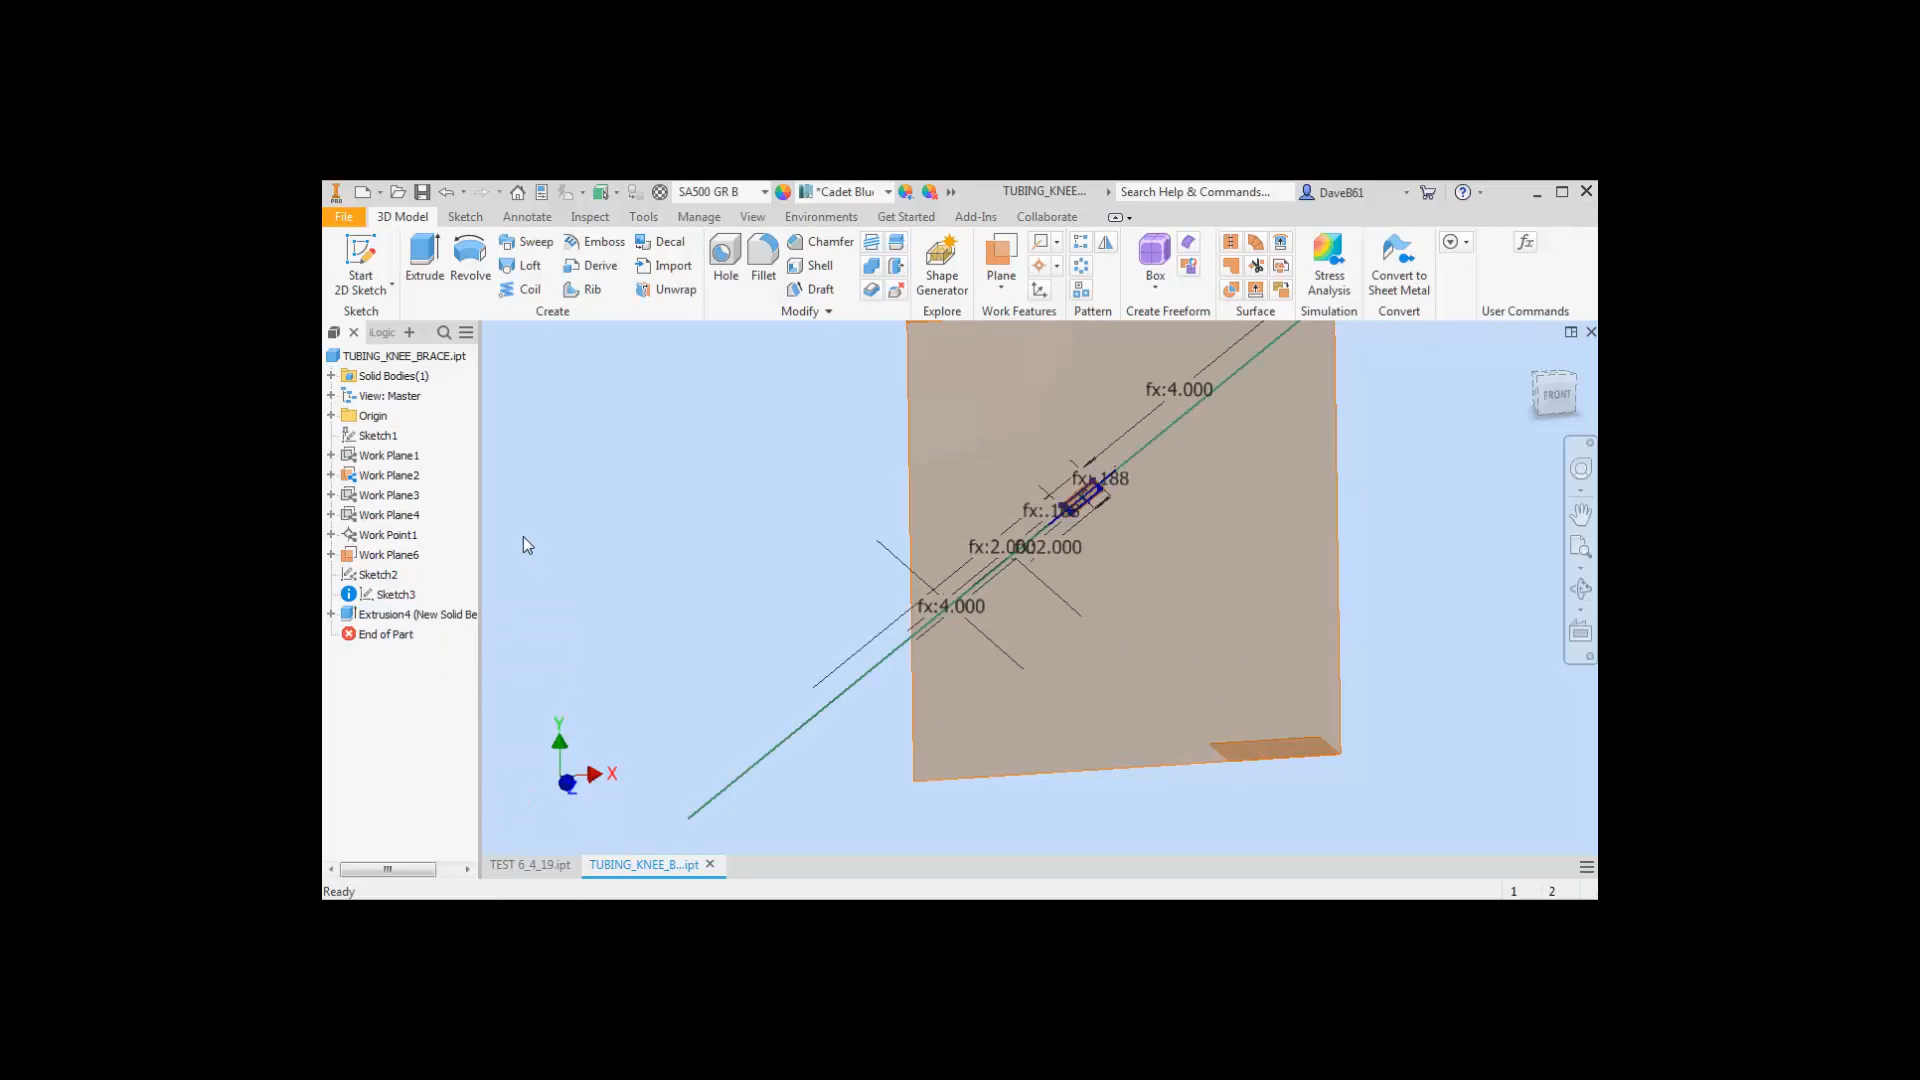 PRO
SA500 GR B
*Cadet Blu
TUBING_KNEE...
Search Help & Commands...
DaveB61
File
3D Model
Sketch
Annotate
Inspect
Tools
Manage
View
Environments
Get Started
Add-Ins
Collaborate
Start
2D Sketch
Sketch
Extrude
Revolve
Sweep
Loft
Coil
Emboss
Derive
Rib
Decal
Import
Unwrap
Create
Hole
Fillet
Chamfer
Shell
Draft
Modify
Shape
Generator
Explore
Plane
Work Features
Pattern
Box
Create Freeform
Surface
Stress
Analysis
Simulation
Convert to
Sheet Metal
Convert
fx
User Commands
iLogic
TUBING_KNEE_BRACE.ipt
Solid Bodies(1)
View: Master
Origin
Sketch1
Work Plane1
Work Plane2
Work Plane3
Work Plane4
Work Point1
Work Plane6
Sketch2
Sketch3
Extrusion4 (New Solid Be
End of Part
fx:4.000
fx:.188
fx:2.000
fx:4.000
FRONT
Y
X
Z
TEST 6_4_19.ipt
TUBING_KNEE_B...ipt
Ready
1
2